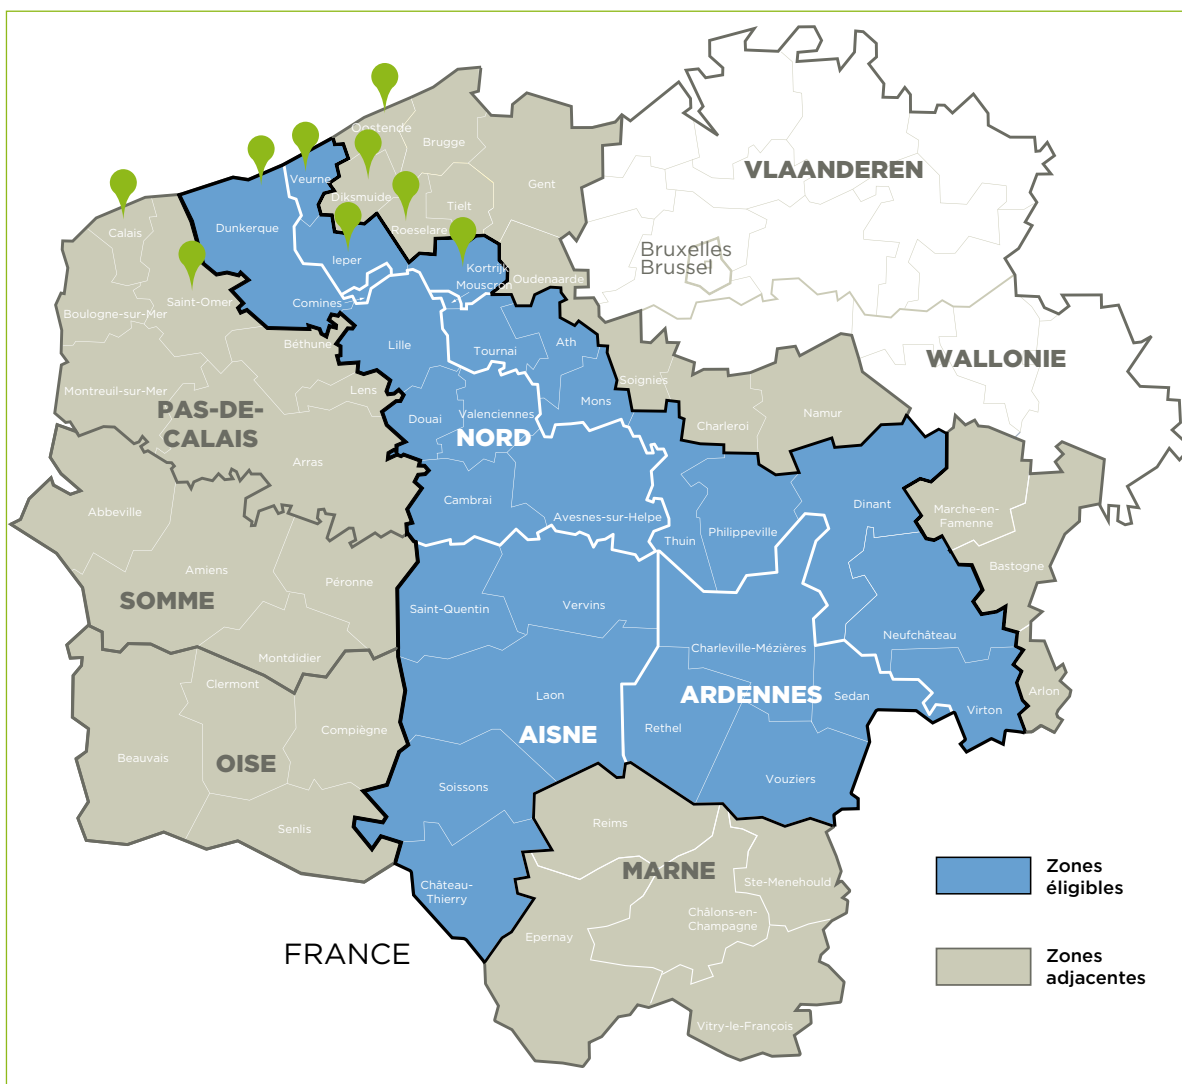 Oostende
Brugge
VLAANDEREN
Veurne
Gent
Diksmuide
Tielt
Calais
Dunkerque
Roeselare
Bruxelles
Brussel
Ieper
Kortrijk
Mouscron
Oudenaarde
Saint-Omer
Comines
Boulogne-sur-Mer
Béthune
Lille
Tournai
Ath
WALLONIE
Soignies
Montreuil-sur-Mer
Lens
Mons
PAS-DE-
CALAIS
Douai
Valenciennes
NORD
Charleroi
Namur
Arras
Cambrai
Dinant
Abbeville
Avesnes-sur-Helpe
Thuin
Philippeville
Marche-en-
Famenne
Bastogne
Amiens
Péronne
SOMME
Saint-Quentin
Vervins
Neufchâteau
Montdidier
Charleville-Mézières
Clermont
Laon
ARDENNES
Sedan
Arlon
Virton
Compiègne
AISNE
Rethel
Beauvais
OISE
Vouziers
Soissons
Senlis
Reims
MARNE
Ste-Menehould
Château-
Thierry
Châlons-en-
Champagne
Epernay
FRANCE
Vitry-le-François
Zones
éligibles
Zones
adjacentes